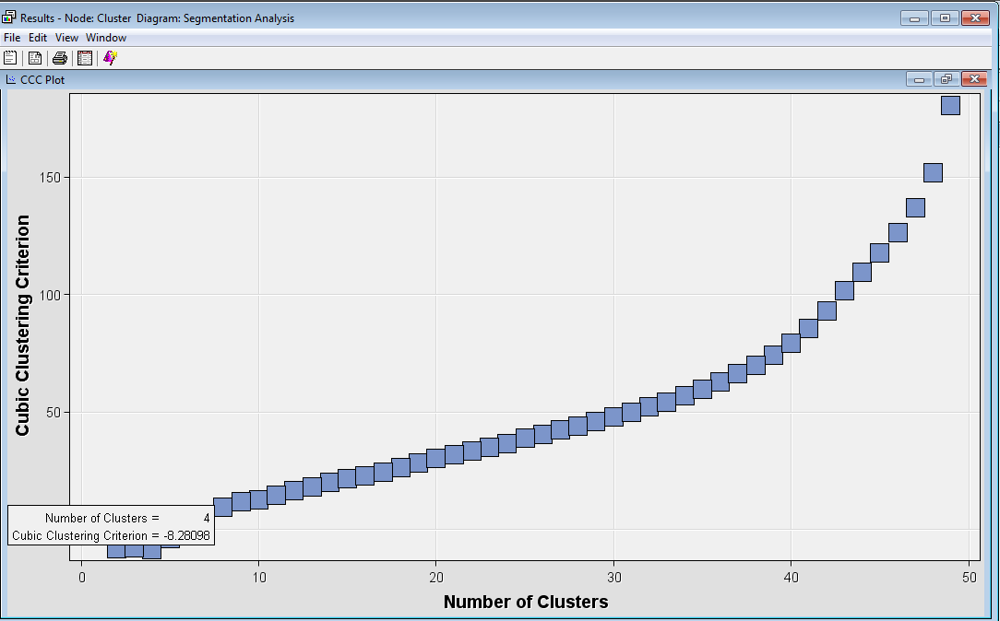 Results - Node: Cluster Diagram: Segmentation Analysis
File Edit View Window
CCC Plot
150
100
50
Cubic Clustering Criterion
Number of Clusters = 4
Cubic Clustering Criterion = -8.28098
0 10 20 30 40 50
Number of Clusters